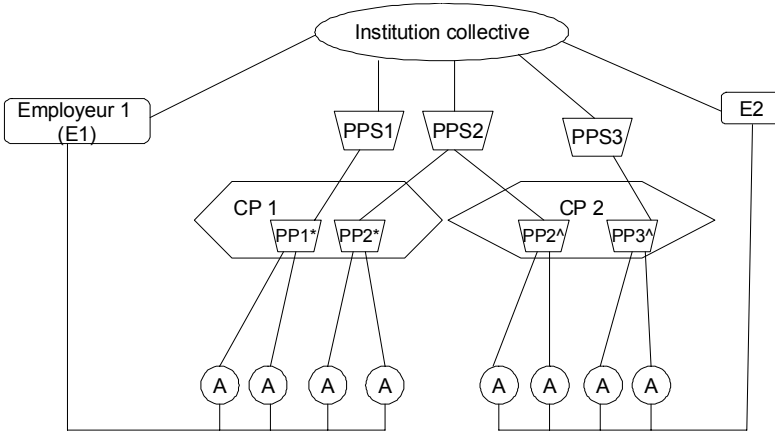 Institution collective
Employeur 1
(E1)
E2
PPS1
PPS2
PPS3
CP 1
CP 2
PP1*
PP2*
PP2^
PP3^
A
A
A
A
A
A
A
A